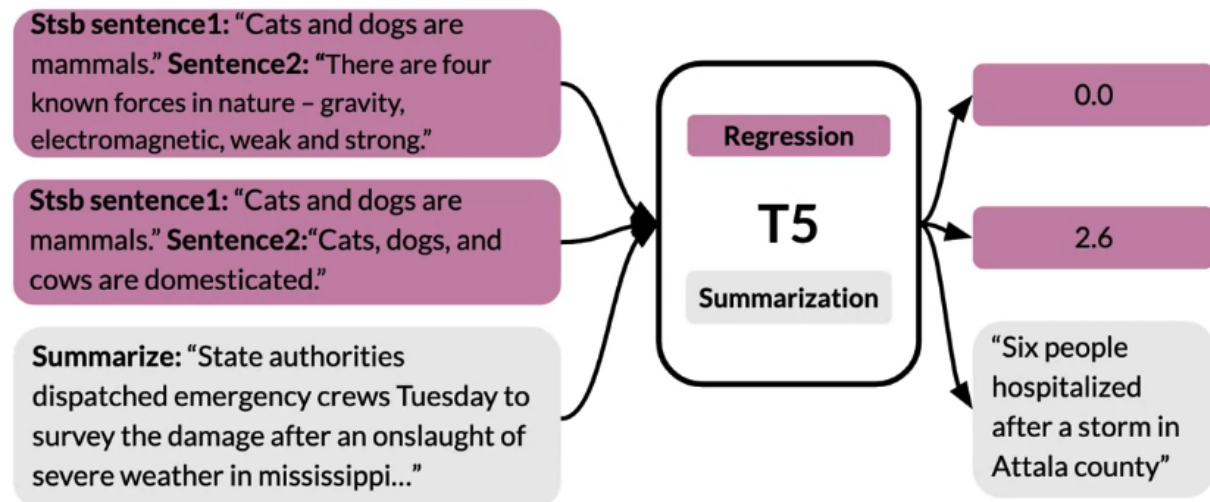 Stsb sentence1: “Cats and dogs are
mammals.” Sentence2: “There are four
known forces in nature – gravity,
electromagnetic, weak and strong.”
Stsb sentence1: “Cats and dogs are
mammals.” Sentence2:“Cats, dogs, and
cows are domesticated.”
Summarize: “State authorities
dispatched emergency crews Tuesday to
survey the damage after an onslaught of
severe weather in mississippi…”
Regression
T5
Summarization
0.0
2.6
“Six people
hospitalized
after a storm in
Attala county”